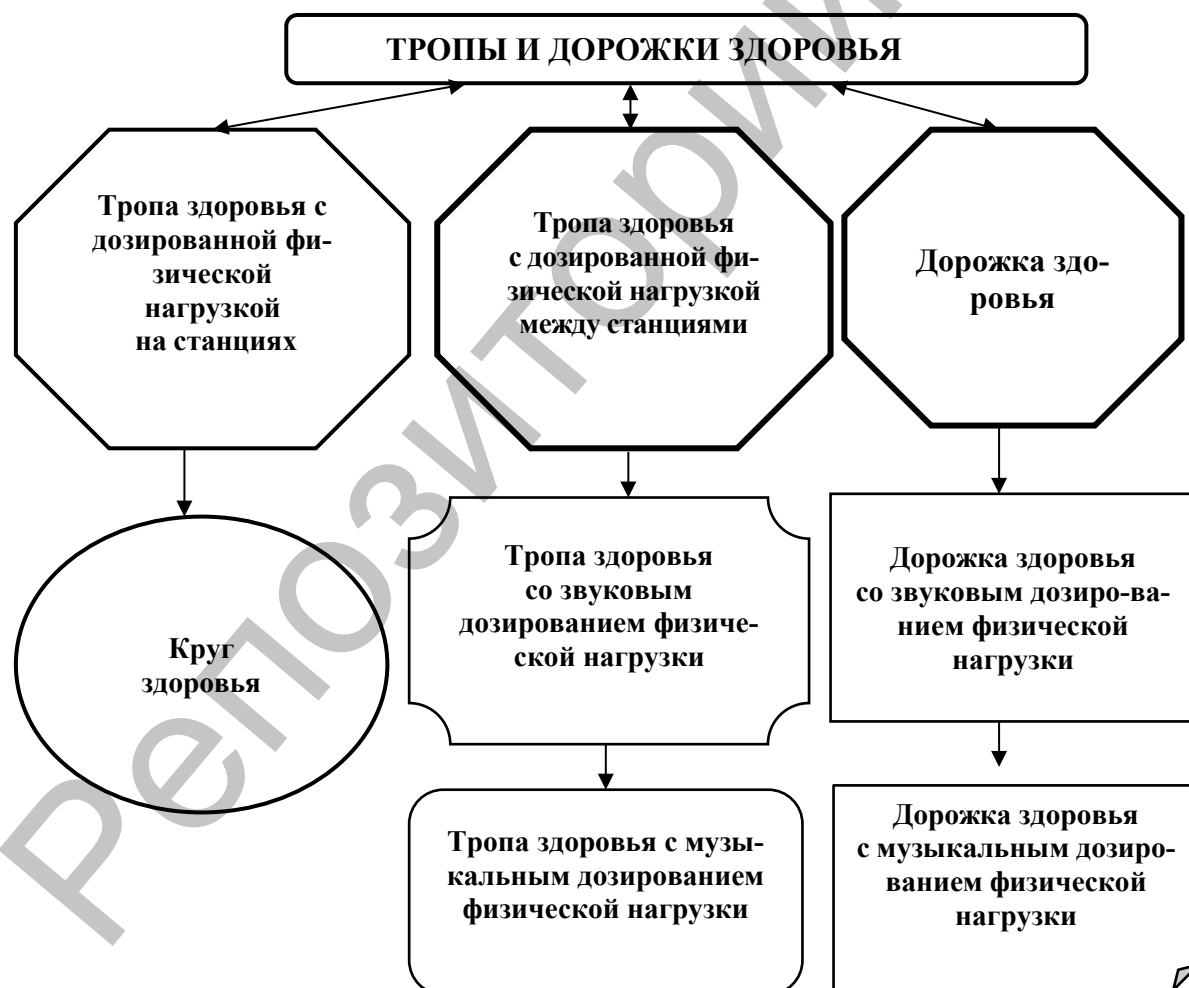 ТРОПЫ И ДОРОЖКИ ЗДОРОВЬЯ
Тропа здоровья с
дозированной фи-
зической
нагрузкой
на станциях
Тропа здоровья
с дозированной фи-
зической нагрузкой
между станциями
Дорожка здо-
ровья
Круг
здоровья
Тропа здоровья
со звуковым
дозированием физиче-
ской нагрузки
Дорожка здоровья
со звуковым дозиро-ва-
нием физической
нагрузки
Тропа здоровья с музы-
кальным дозированием
физической нагрузки
Дорожка здоровья
с музыкальным дозиро-
ванием физической
нагрузки
Репозитории